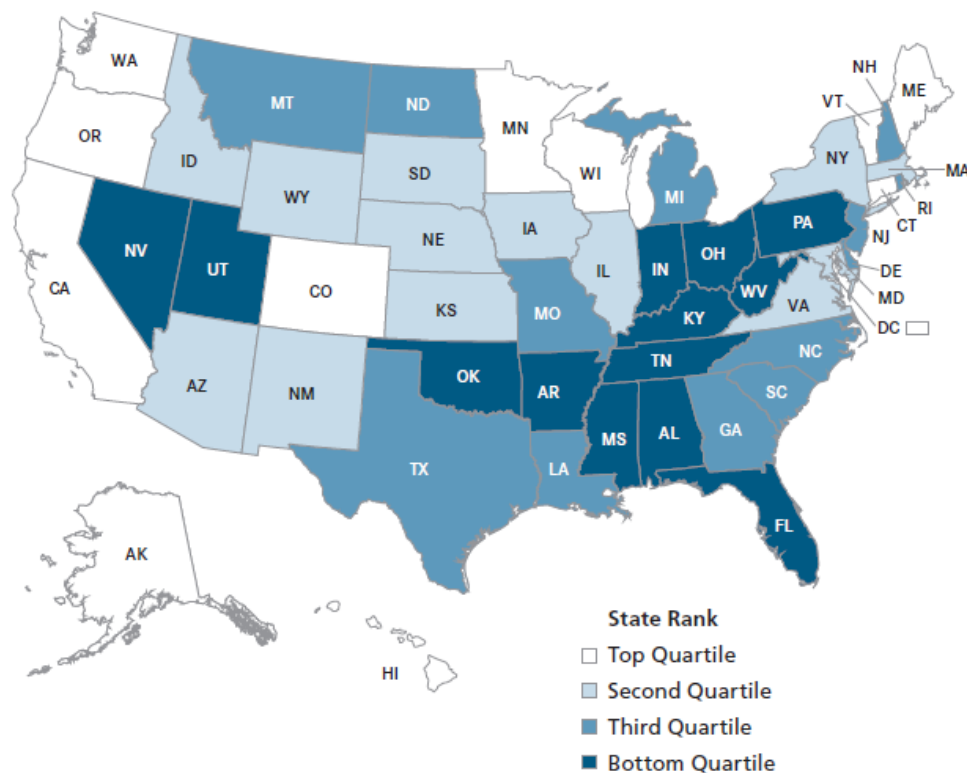 WA
NH
ME
MT
ND
VT
MN
OR
NY
MA
ID
WI
SD
WY
MI
RI
CT
IA
PA
NE
NJ
NV
OH
IL
IN
UT
DE
CA
CO
WV
MD
KS
VA
MO
KY
DC
NC
TN
OK
AZ
NM
AR
SC
MS
AL
GA
TX
LA
FL
AK
State Rank
Top Quartile
HI
Second Quartile
Third Quartile
Bottom Quartile